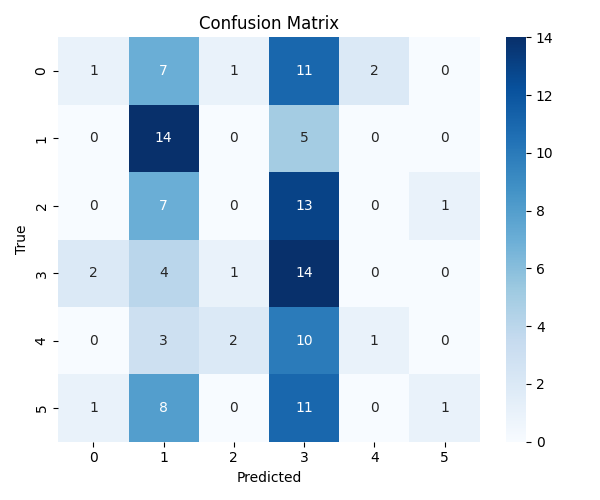 Confusion Matrix
0 1 7 1 11 2 0
1 0 14 0 5 0 0
2 0 7 0 13 0 1
3 2 4 1 14 0 0
4 0 3 2 10 1 0
5 1 8 0 11 0 1
0 1 2 3 4 5
True
Predicted
14
12
10
8
6
4
2
0